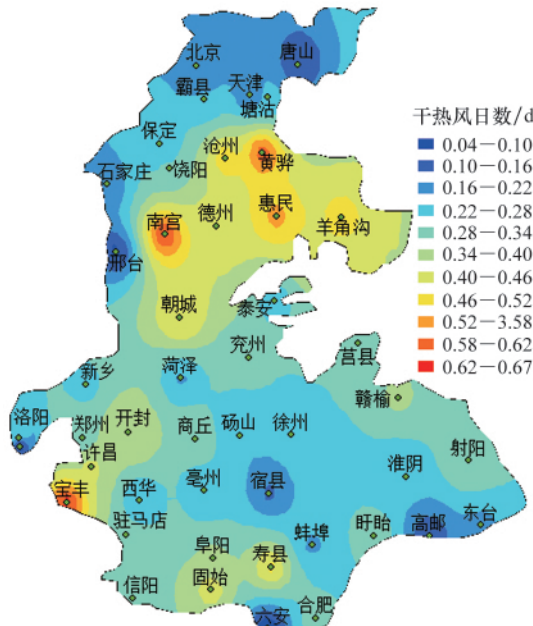 北京
唐山
霸县
天津
塘沽
保定
沧州
黄骅
石家庄
饶阳
南宫
德州
惠民
羊角沟
邢台
朝城
泰安
兖州
莒县
新乡
菏泽
赣榆
洛阳
郑州
开封
商丘
砀山
徐州
射阳
许昌
淮阴
宝丰
西华
亳州
宿县
驻马店
蚌埠
盱眙
高邮
东台
阜阳
寿县
信阳
固始
六安
合肥
干热风日数/d
0.04—0.10
0.10—0.16
0.16—0.22
0.22—0.28
0.28—0.34
0.34—0.40
0.40—0.46
0.46—0.52
0.52—3.58
0.58—0.62
0.62—0.67